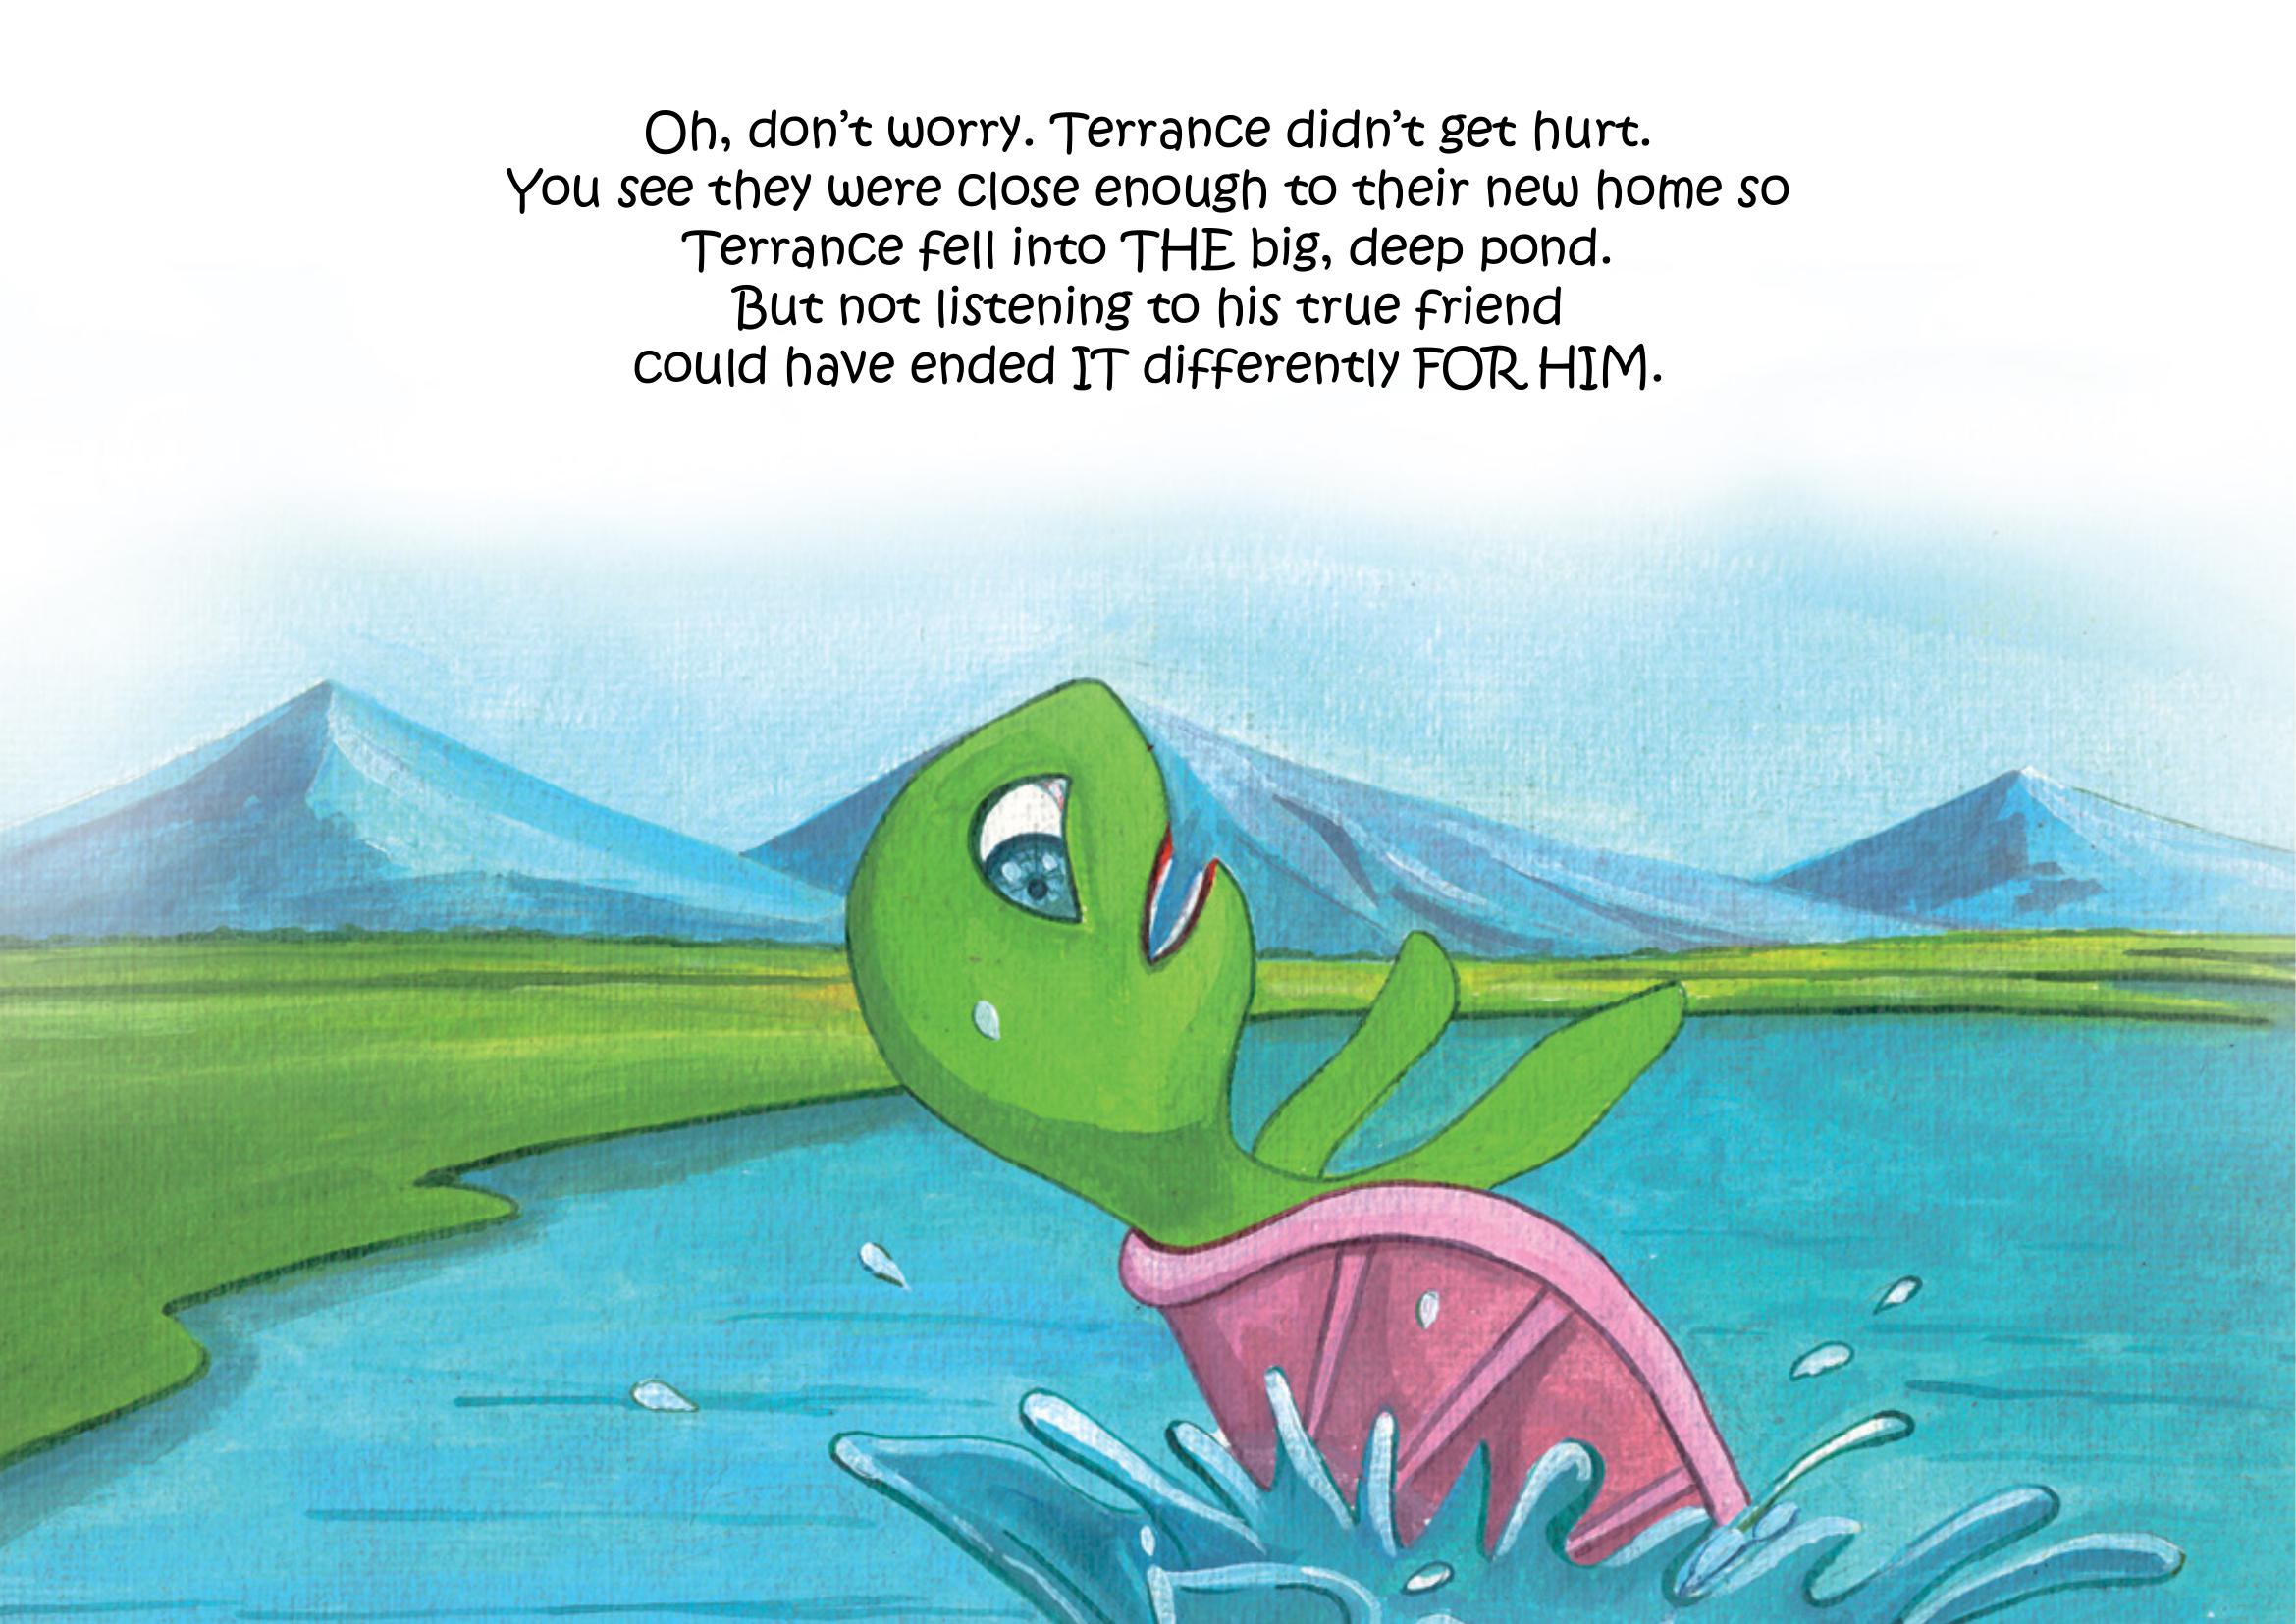 Oh, don't worry. Terrance didn't get hurt.
You see they were close enough to their new home so
Terrance fell into THE big, deep pond.
But not listening to his true friend
could have ended IT differently FOR HIM.